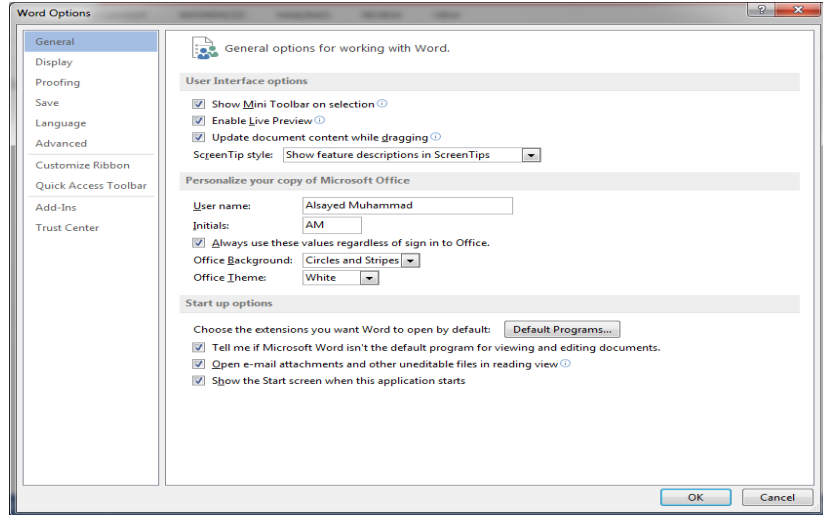 Word Options
General
Display
Proofing
Save
Language
Advanced
Customize Ribbon
Quick Access Toolbar
Add-Ins
Trust Center
General options for working with Word.
User Interface options
Show Mini Toolbar on selection
Enable Live Preview
Update document content while dragging
ScreenTip style: Show feature descriptions in ScreenTips
Personalize your copy of Microsoft Office
User name: Alsayed Muhammad
Initials: AM
Always use these values regardless of sign in to Office.
Office Background: Circles and Stripes
Office Theme: White
Start up options
Choose the extensions you want Word to open by default: Default Programs...
Tell me if Microsoft Word isn't the default program for viewing and editing documents.
Open e-mail attachments and other uneditable files in reading view
Show the Start screen when this application starts
OK Cancel